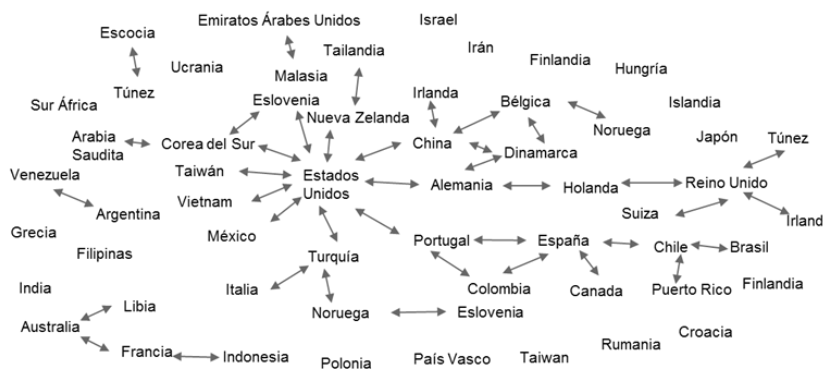 Emiratos Árabes Unidos
Israel
Escocia
Tailandia
Irán
Finlandia
Ucrania
Malasia
Hungría
Túnez
Eslovenia
Irlanda
Bélgica
Islandia
Sur África
Nueva Zelanda
Noruega
Arabia
Saudita
Corea del Sur
China
Japón
Túnez
Dinamarca
Venezuela
Taiwán
Estados
Unidos
Alemania
Holanda
Reino Unido
Argentina
Vietnam
Suiza
Irland
Grecia
México
Filipinas
Portugal
España
Chile
Brasil
Turquía
India
Italia
Colombia
Canada
Puerto Rico
Finlandia
Libia
Noruega
Eslovenia
Australia
Croacia
Francia
Indonesia
Polonia
País Vasco
Taiwan
Rumania